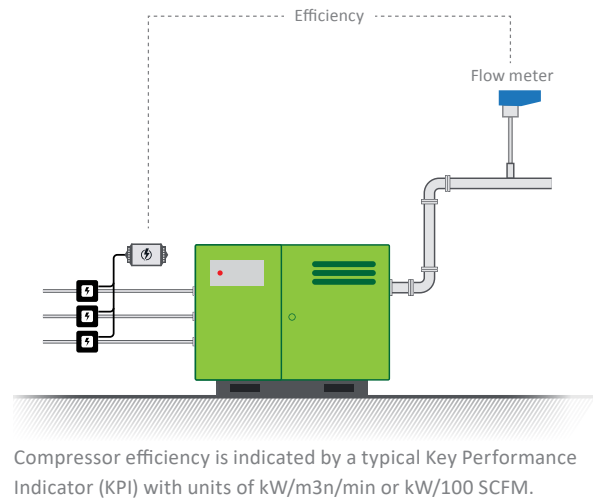 Efficiency
Flow meter
Compressor efficiency is indicated by a typical Key Performance
Indicator (KPI) with units of kW/m3n/min or kW/100 SCFM.